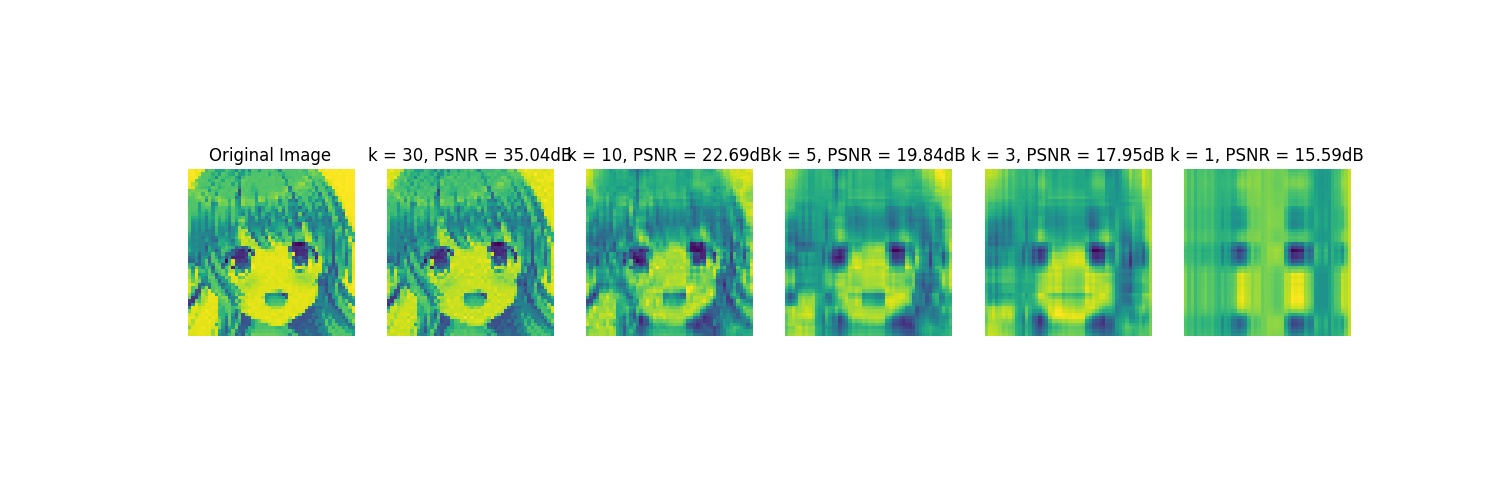 Original Image
k = 30, PSNR = 35.04dB
k = 10, PSNR = 22.69dB
k = 5, PSNR = 19.84dB
k = 3, PSNR = 17.95dB
k = 1, PSNR = 15.59dB